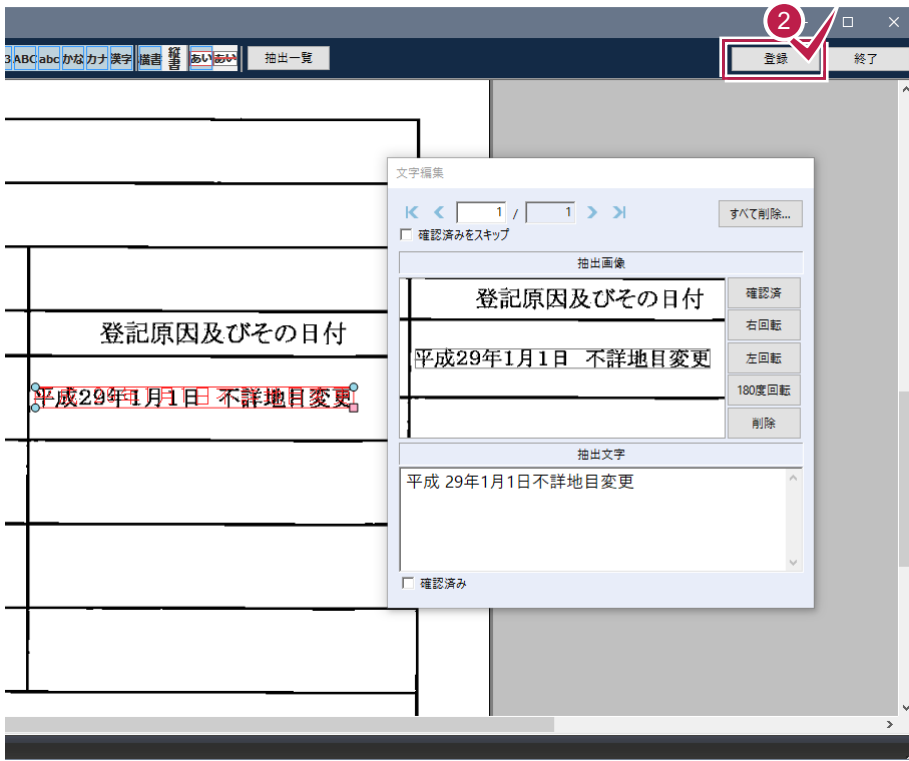 2
3 ABC abc かな カナ 漢字 横書 縦書 あい あい 抽出一覧 登録 終了
文字編集
1 / 1 すべて削除...
確認済みをスキップ
抽出画像
登記原因及びその日付
平成29年1月1日 不詳地目変更
確認済
右回転
左回転
180度回転
削除
抽出文字
平成 29年1月1日不詳地目変更
確認済み
登記原因及びその日付
平成29年1月1日 不詳地目変更